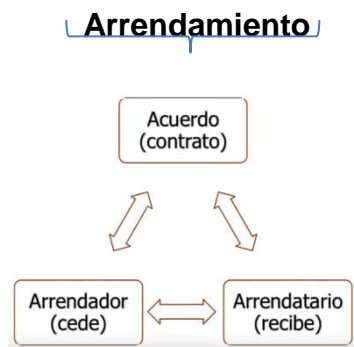 Arrendamiento
Acuerdo
(contrato)
Arrendador
(cede)
Arrendatario
(recibe)